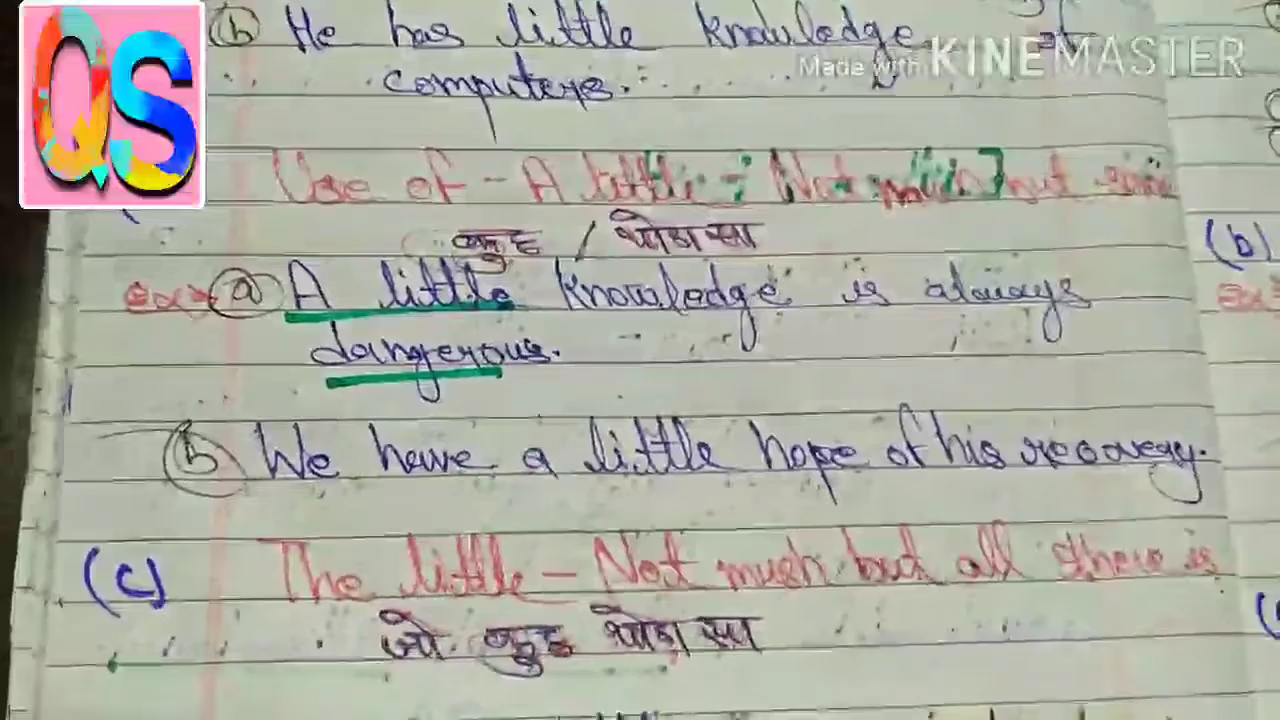 QS
(b) He has little knowledge of
computers.
Made with KINEMASTER
Use of - A little - Not much but some
कुछ / थोडा सा
Ex → (a) A little knowledge is always
dangerous.
(b) We have a little hope of his recovery.
(c) The little - Not much but all there is
जो कुछ थोडा सा
(b)